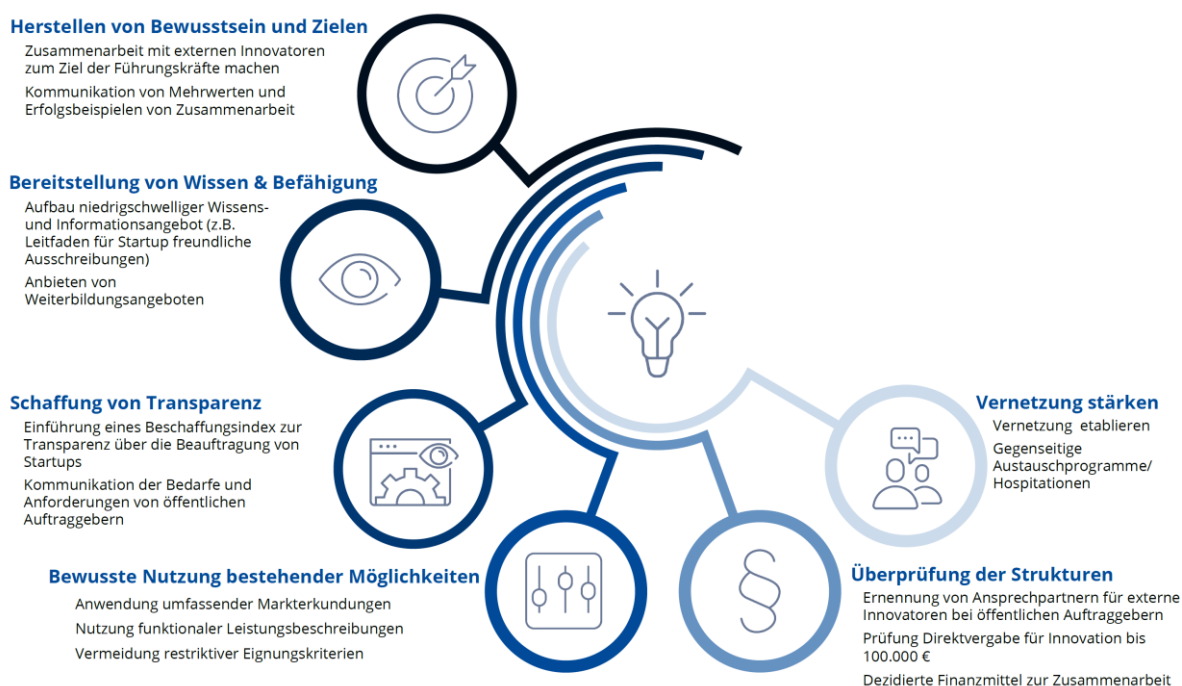 Herstellen von Bewusstsein und Zielen
Zusammenarbeit mit externen Innovatoren
zum Ziel der Führungskräfte machen
Kommunikation von Mehrwerten und
Erfolgsbeispielen von Zusammenarbeit
Bereitstellung von Wissen & Befähigung
Aufbau niedrigschwelliger Wissens-
und Informationsangebot (z.B.
Leitfaden für Startup freundliche
Ausschreibungen)
Anbieten von
Weiterbildungsangeboten
Schaffung von Transparenz
Einführung eines Beschaffungsindex zur
Transparenz über die Beauftragung von
Startups
Kommunikation der Bedarfe und
Anforderungen von öffentlichen
Auftraggebern
Bewusste Nutzung bestehender Möglichkeiten
Anwendung umfassender Markterkundungen
Nutzung funktionaler Leistungsbeschreibungen
Vermeidung restriktiver Eignungskriterien
Überprüfung der Strukturen
Ernennung von Ansprechpartnern für externe
Innovatoren bei öffentlichen Auftraggebern
Prüfung Direktvergabe für Innovation bis
100.000 €
Dezidierte Finanzmittel zur Zusammenarbeit
Vernetzung stärken
Vernetzung etablieren
Gegenseitige
Austauschprogramme/
Hospitationen